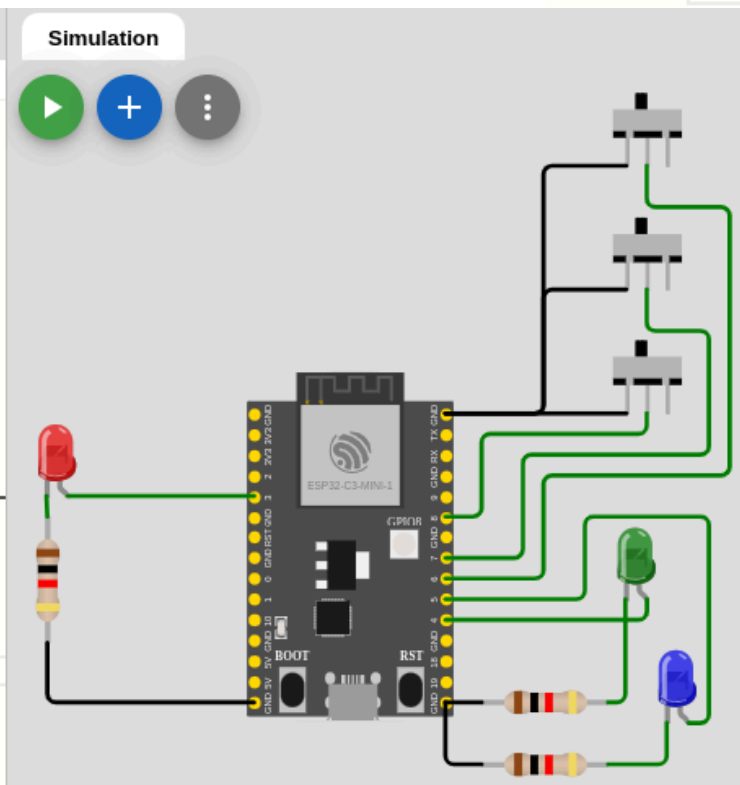 Simulation
GND
3V3
3V3
2
3
GND
RST
GND
0
1
10
GND
5V
5V
GND
ESP32-C3-MINI-1
GPIO8
BOOT
RST
GND
TX
RX
GND
9
8
GND
7
6
5
4
GND
18
19
GND